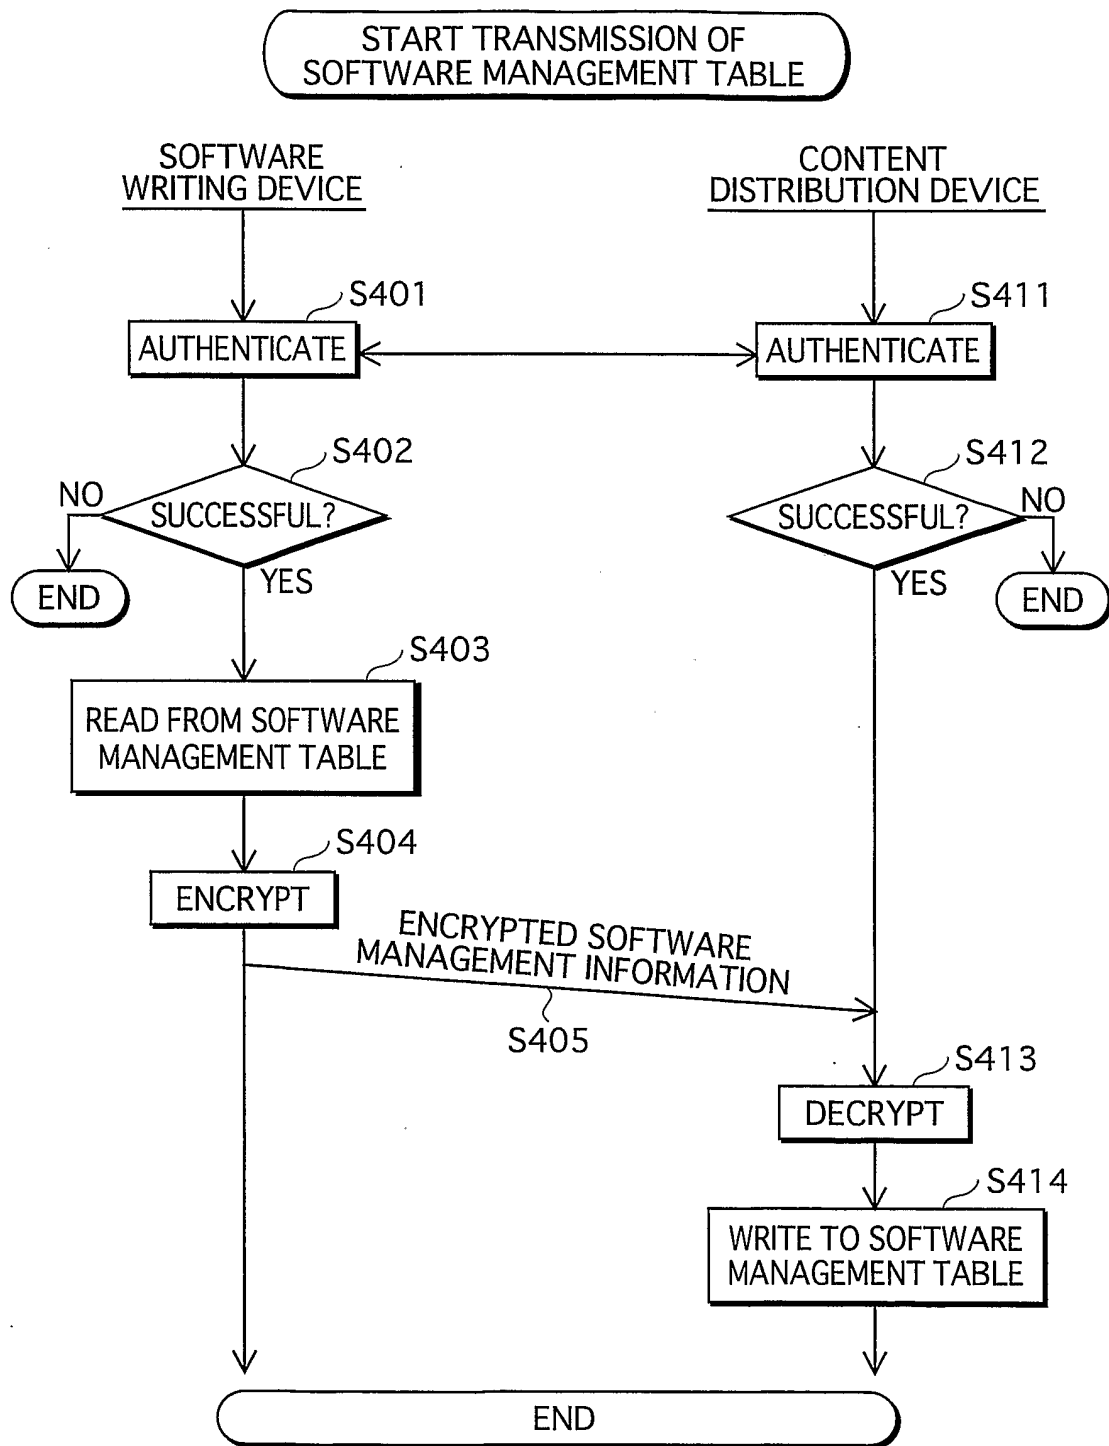 START TRANSMISSION OF
SOFTWARE MANAGEMENT TABLE
SOFTWARE
WRITING DEVICE
CONTENT
DISTRIBUTION DEVICE
S401
S411
AUTHENTICATE
AUTHENTICATE
S402
S412
NO
SUCCESSFUL?
SUCCESSFUL?
NO
END
YES
YES
END
S403
READ FROM SOFTWARE
MANAGEMENT TABLE
S404
ENCRYPT
ENCRYPTED SOFTWARE
MANAGEMENT INFORMATION
S405
S413
DECRYPT
S414
WRITE TO SOFTWARE
MANAGEMENT TABLE
END